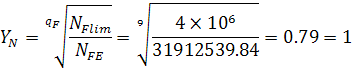 Y_N = \sqrt[q_F]{\frac{N_{Flim}}{N_{FE}}} = \sqrt[9]{\frac{4 × 10^6}{31912539.84}} = 0.79 = 1